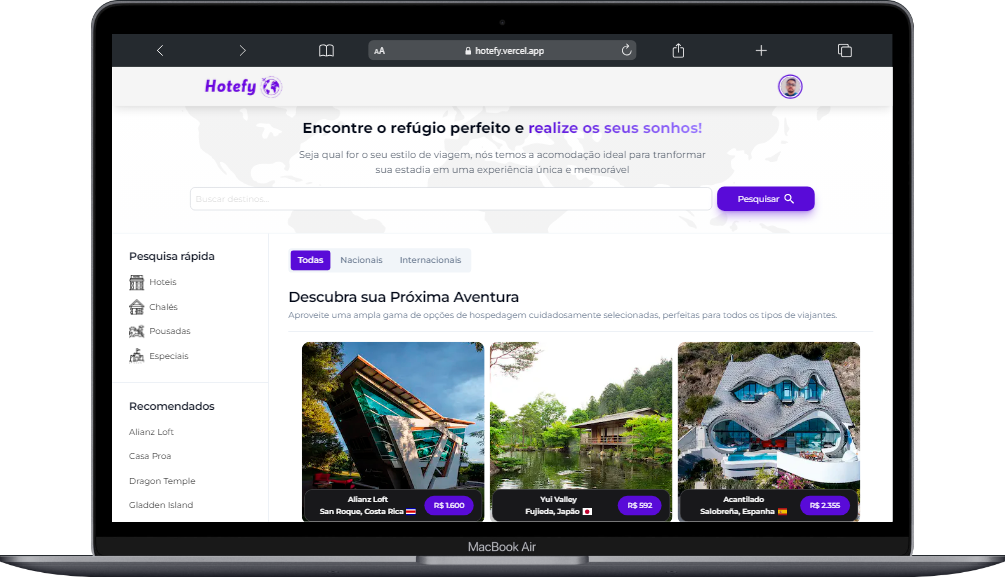 AA hotefy.vercel.app
Hotefy
Encontre o refúgio perfeito e realize os seus sonhos!
Seja qual for o seu estilo de viagem, nós temos a acomodação ideal para tranformar
sua estadia em uma experiência única e memorável
Buscar destinos...
Pesquisar
Pesquisa rápida
Hoteis
Chalés
Pousadas
Especiais
Recomendados
Alianz Loft
Casa Proa
Dragon Temple
Gladden Island
Todas Nacionais Internacionais
Descubra sua Próxima Aventura
Aproveite uma ampla gama de opções de hospedagem cuidadosamente selecionadas, perfeitas para todos os tipos de viajantes.
Alianz Loft
San Roque, Costa Rica
R$ 1.600
Yui Valley
Fujieda, Japão
R$ 592
Acantilado
Salobreña, Espanha
R$ 2.355
MacBook Air